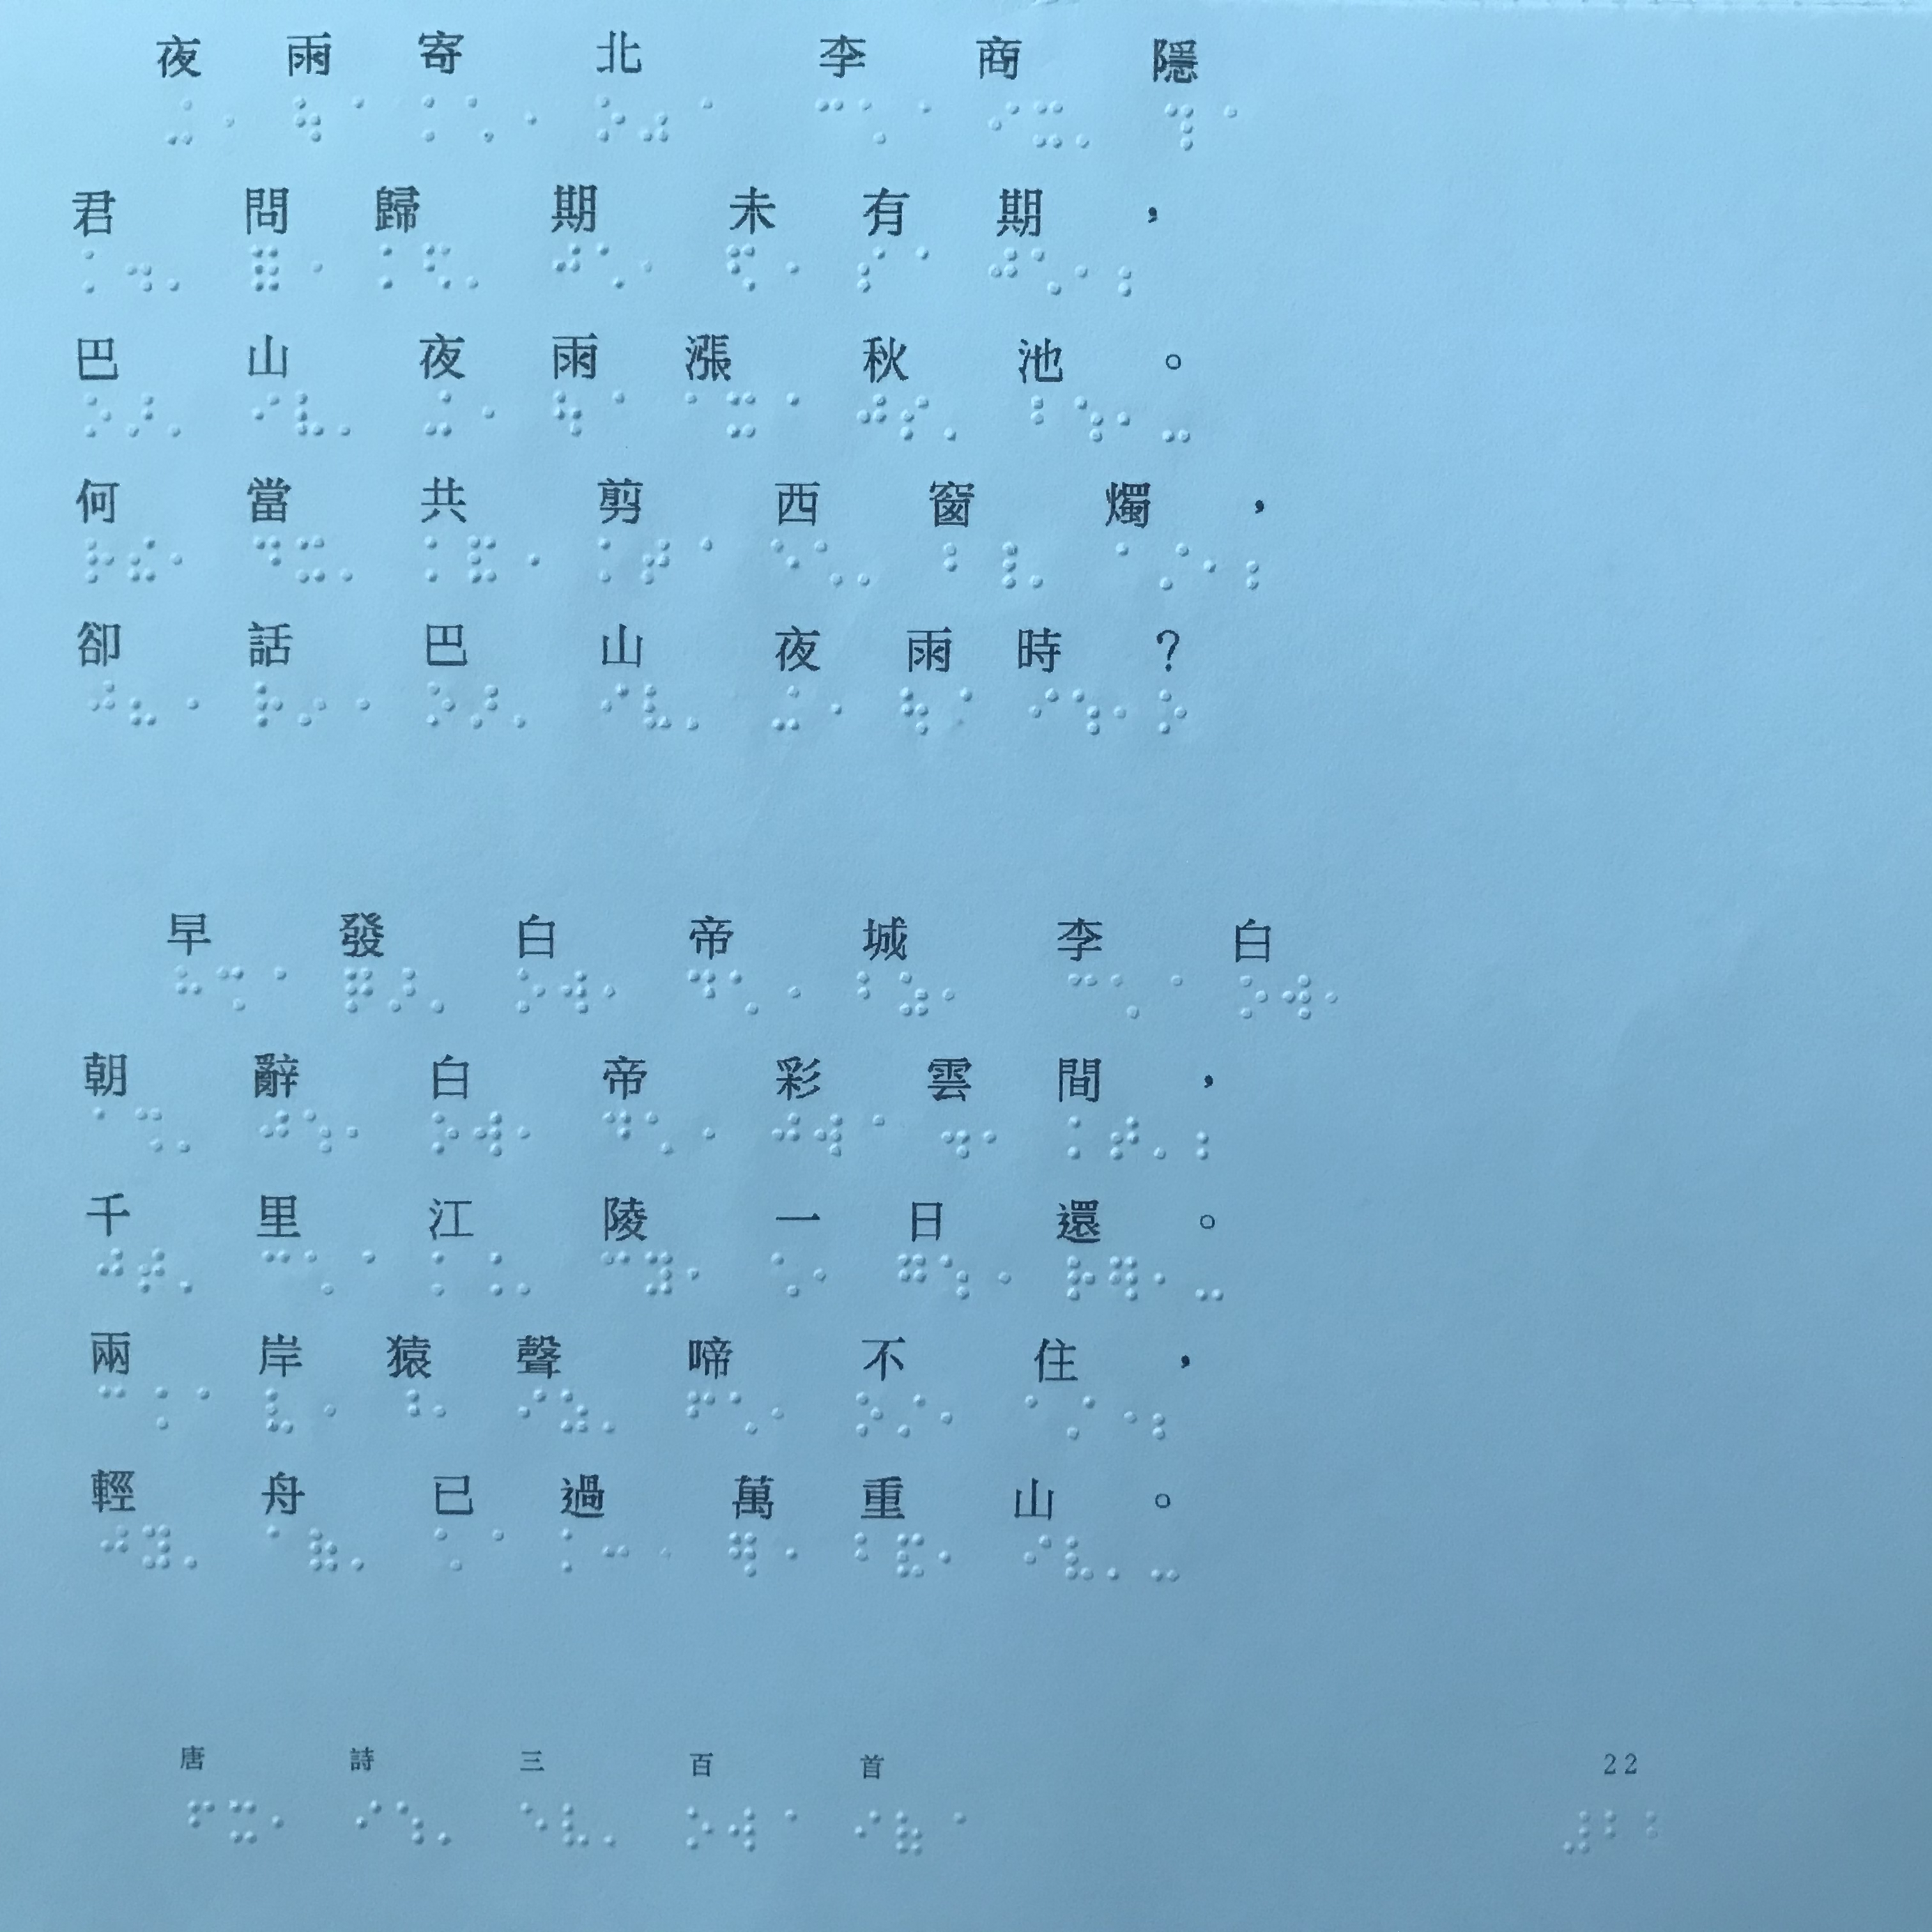 夜雨寄北 李商隱
君問歸期未有期，
巴山夜雨漲秋池。
何當共剪西窗燭，
卻話巴山夜雨時？
早發白帝城 李白
朝辭白帝彩雲間，
千里江陵一日還。
兩岸猿聲啼不住，
輕舟已過萬重山。
唐詩三百首 22